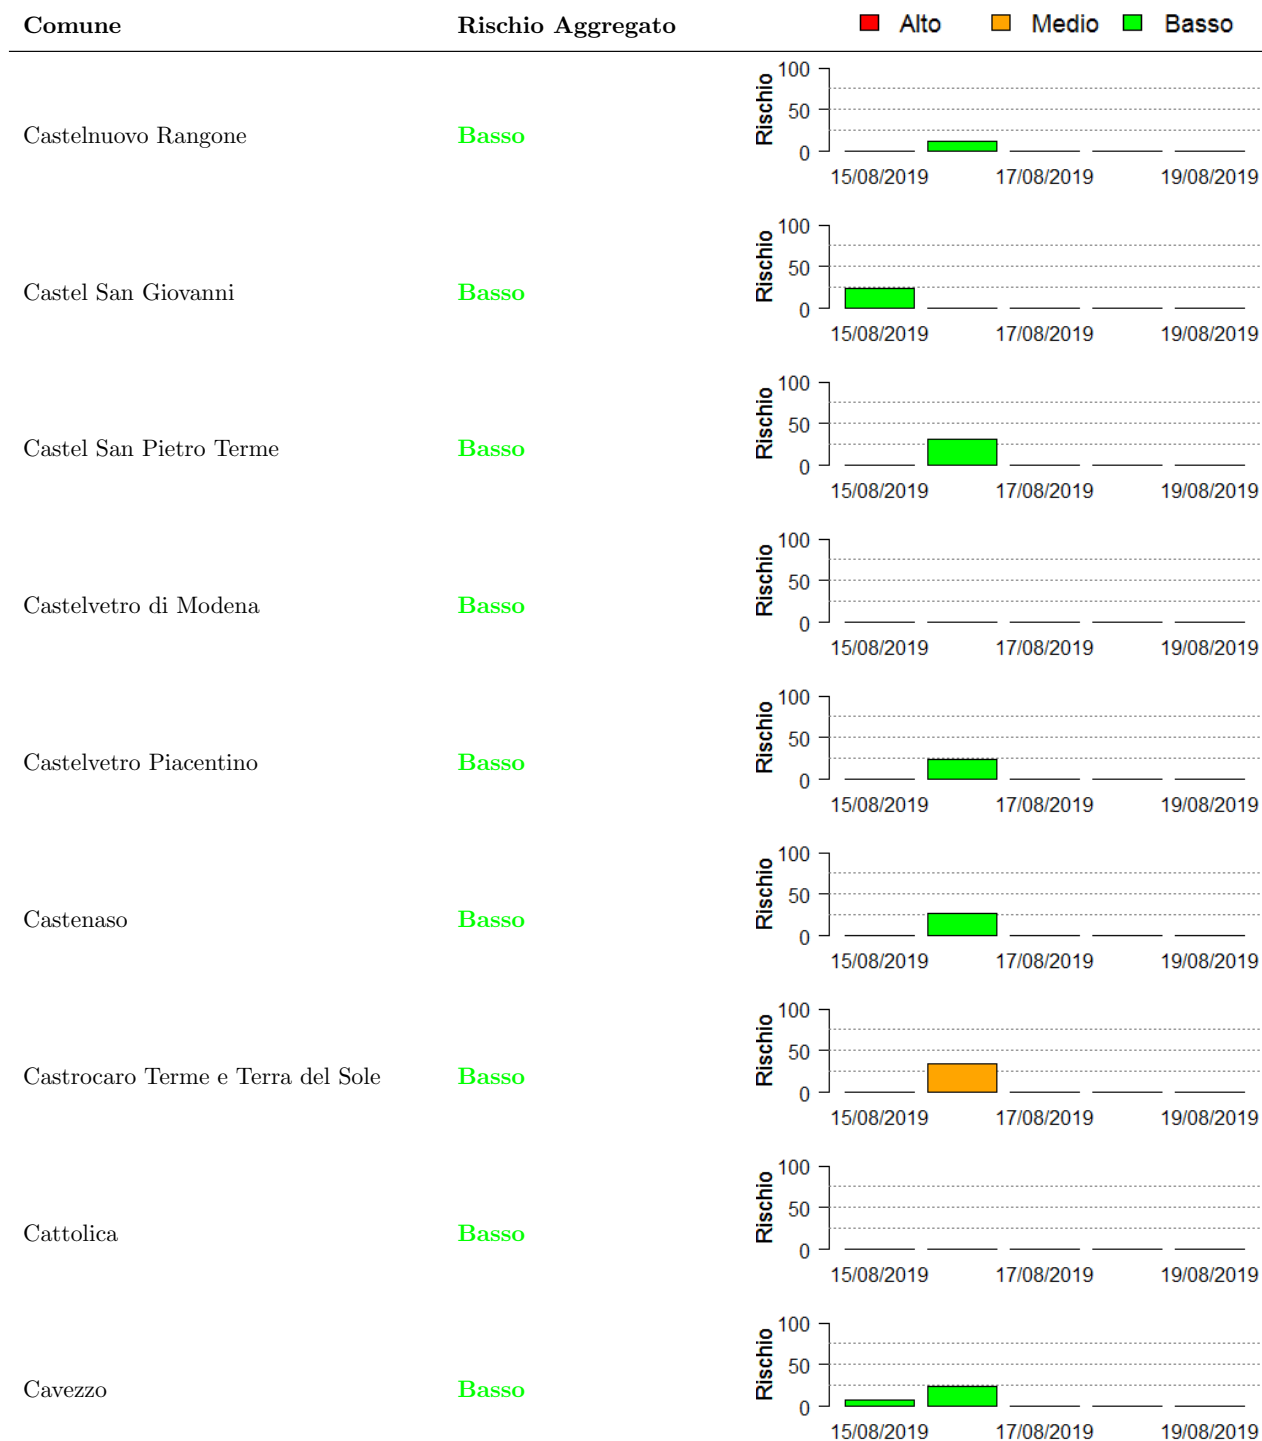 Comune Rischio Aggregato Alto Medio Basso
100
50
0
Rischio
Castelnuovo Rangone Basso
15/08/2019 17/08/2019 19/08/2019
100
50
0
Rischio
Castel San Giovanni Basso
15/08/2019 17/08/2019 19/08/2019
100
50
0
Rischio
Castel San Pietro Terme Basso
15/08/2019 17/08/2019 19/08/2019
100
50
0
Rischio
Castelvetro di Modena Basso
15/08/2019 17/08/2019 19/08/2019
100
50
0
Rischio
Castelvetro Piacentino Basso
15/08/2019 17/08/2019 19/08/2019
100
50
0
Rischio
Castenaso Basso
15/08/2019 17/08/2019 19/08/2019
100
50
0
Rischio
Castrocaro Terme e Terra del Sole Basso
15/08/2019 17/08/2019 19/08/2019
100
50
0
Rischio
Cattolica Basso
15/08/2019 17/08/2019 19/08/2019
100
50
0
Rischio
Cavezzo Basso
15/08/2019 17/08/2019 19/08/2019